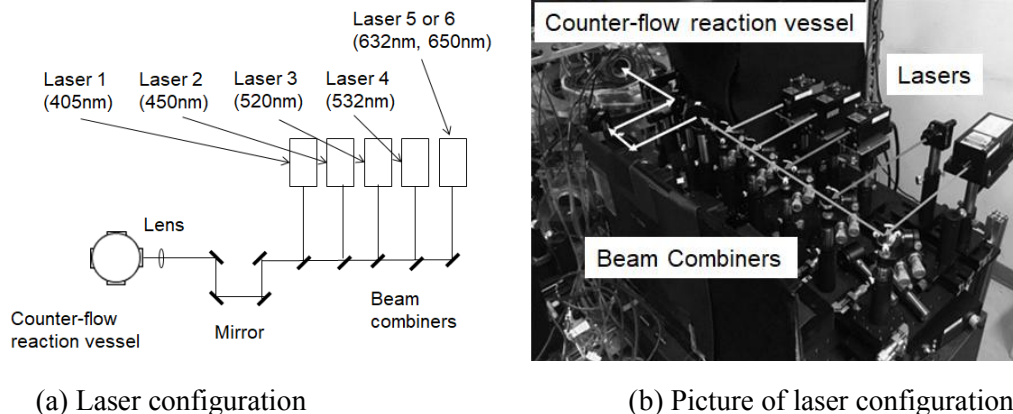 Laser 5 or 6
(632nm, 650nm)
Laser 1
(405nm)
Laser 2
(450nm)
Laser 3
(520nm)
Laser 4
(532nm)
Lens
Counter-flow
reaction vessel
Mirror
Beam
combiners
(a) Laser configuration
Counter-flow reaction vessel
Lasers
Beam Combiners
(b) Picture of laser configuration